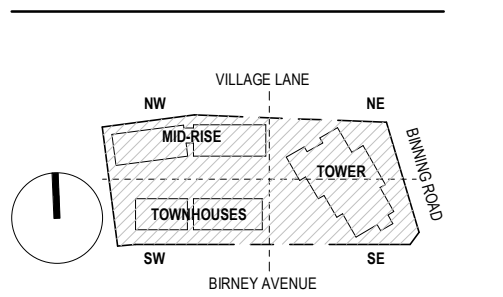 VILLAGE LANE
NW
NE
MID-RISE
BINNING ROAD
TOWER
TOWNHOUSES
SW
SE
BIRNEY AVENUE